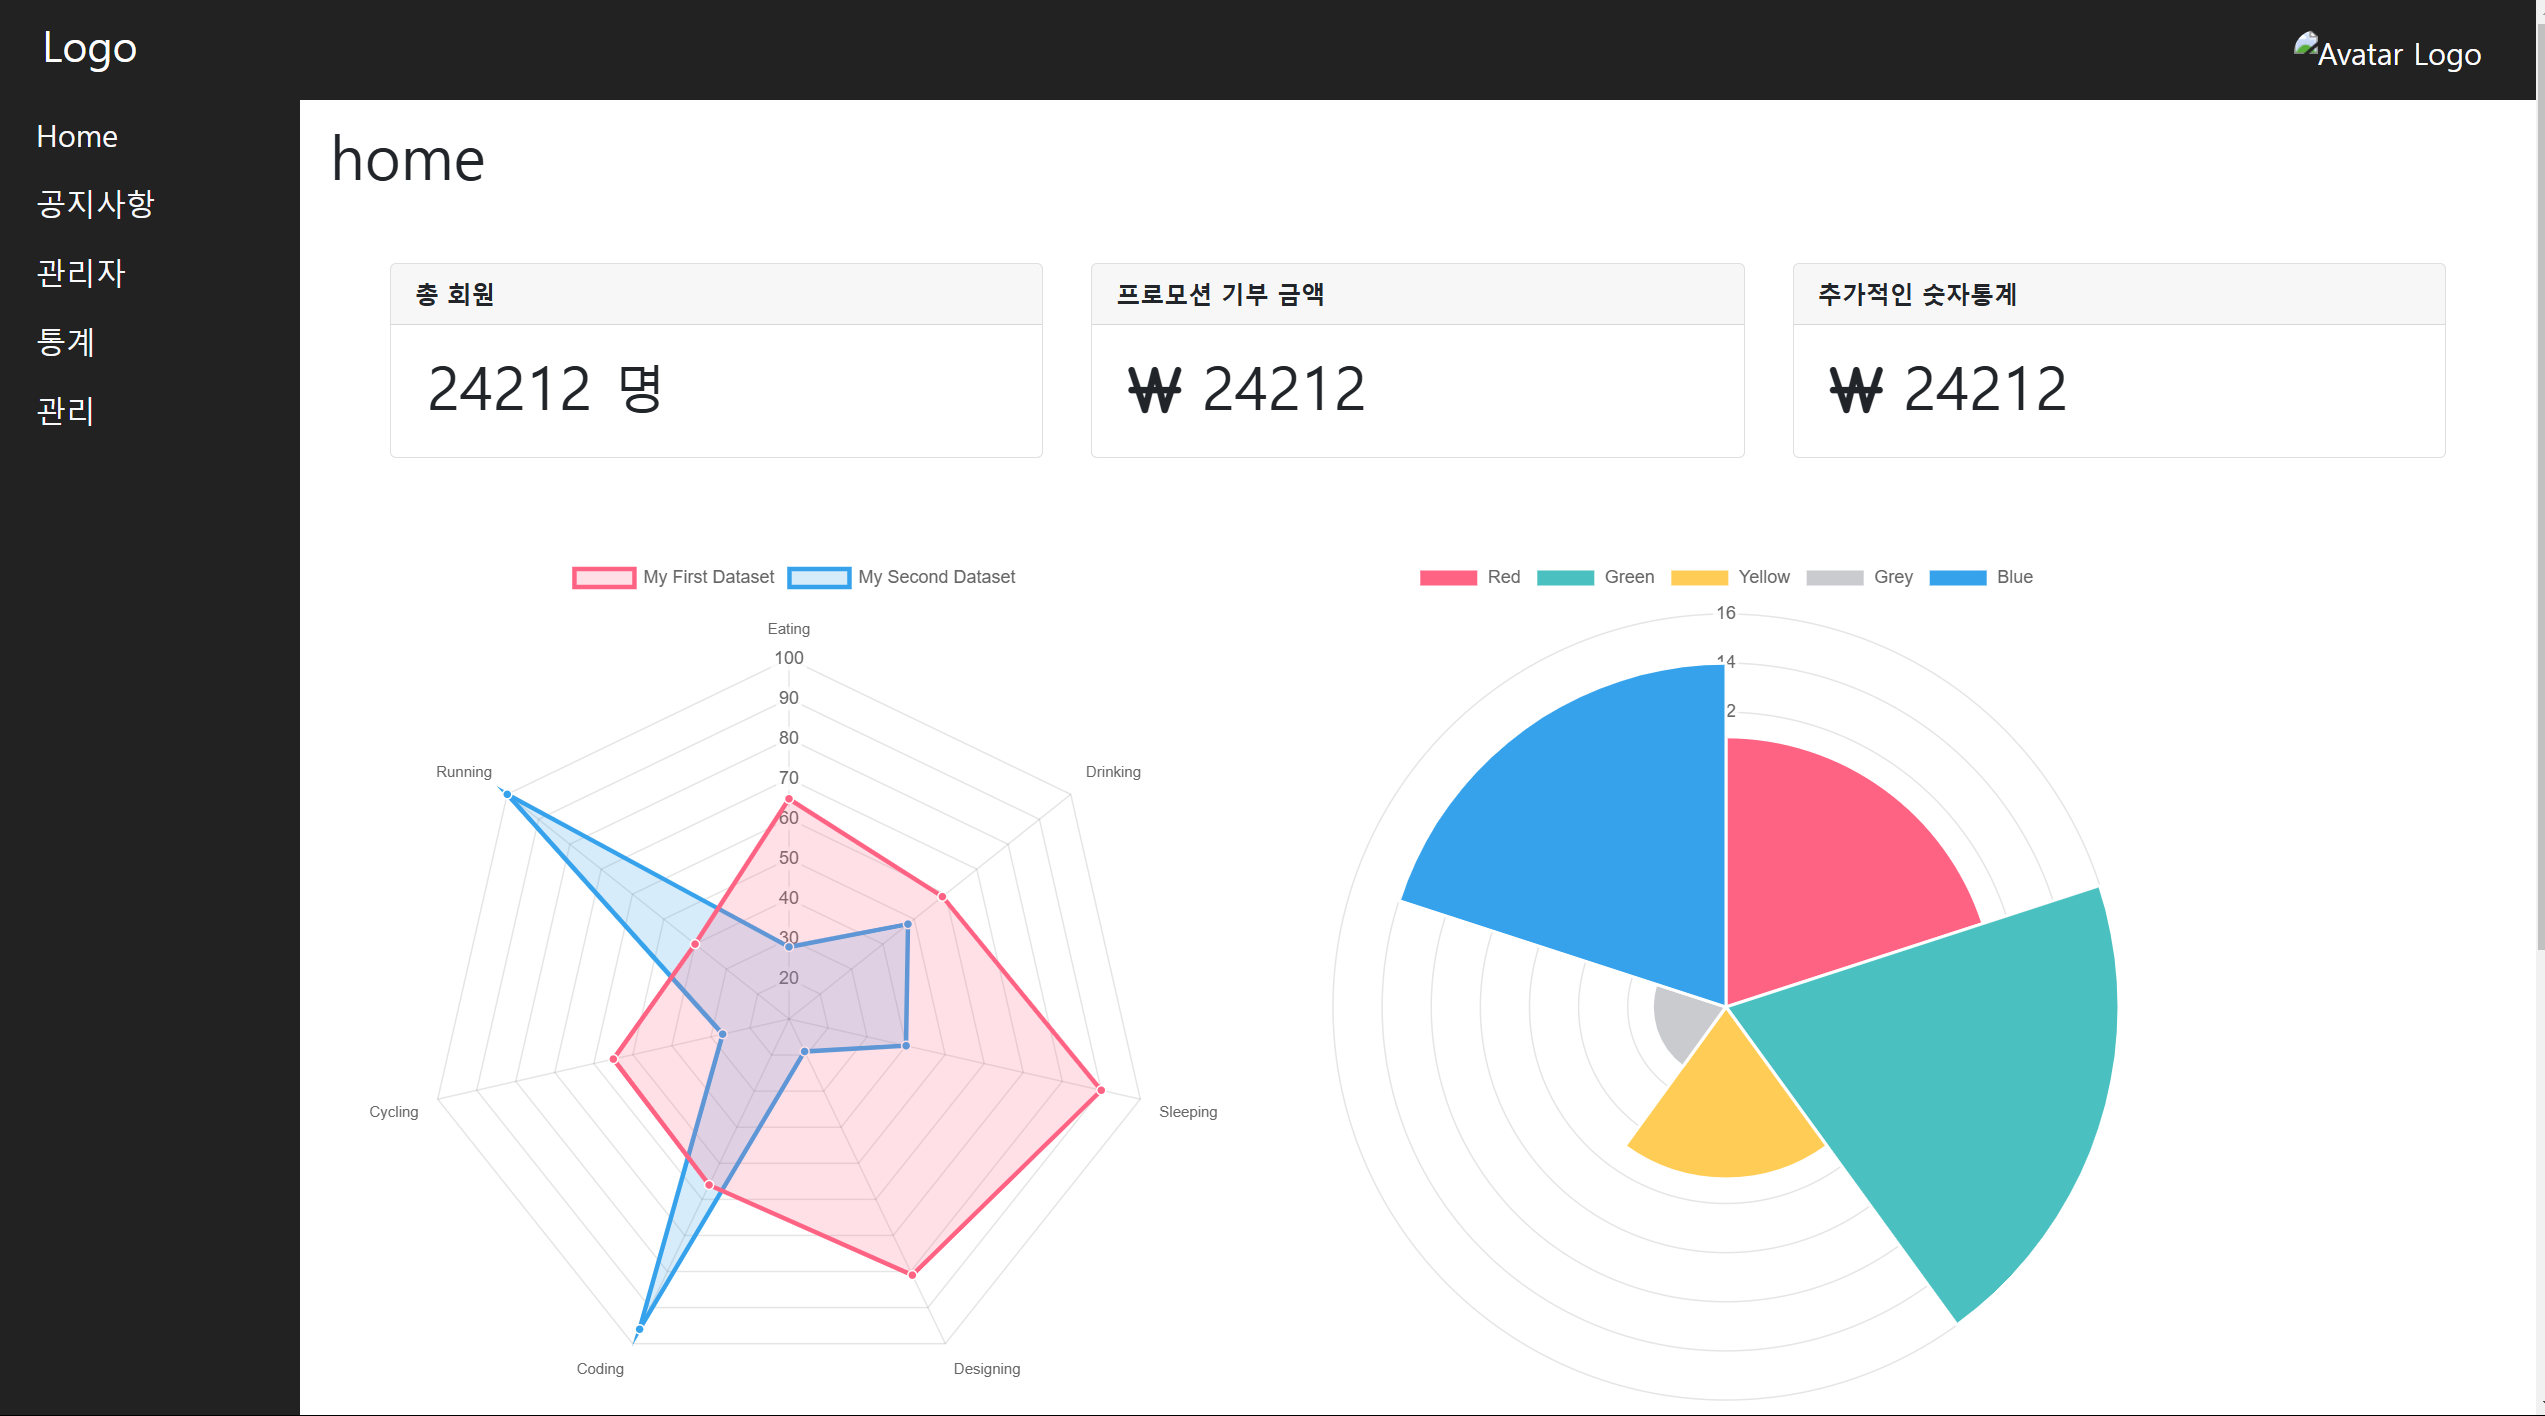 Logo
Avatar Logo
Home
공지사항
관리자
통계
관리
home
총 회원
24212 명
프로모션 기부 금액
₩ 24212
추가적인 숫자통계
₩ 24212
My First Dataset My Second Dataset
Eating
100
90
80
70
60
50
40
30
20
Running
Drinking
Cycling
Sleeping
Coding
Designing
Red Green Yellow Grey Blue
16
14
2